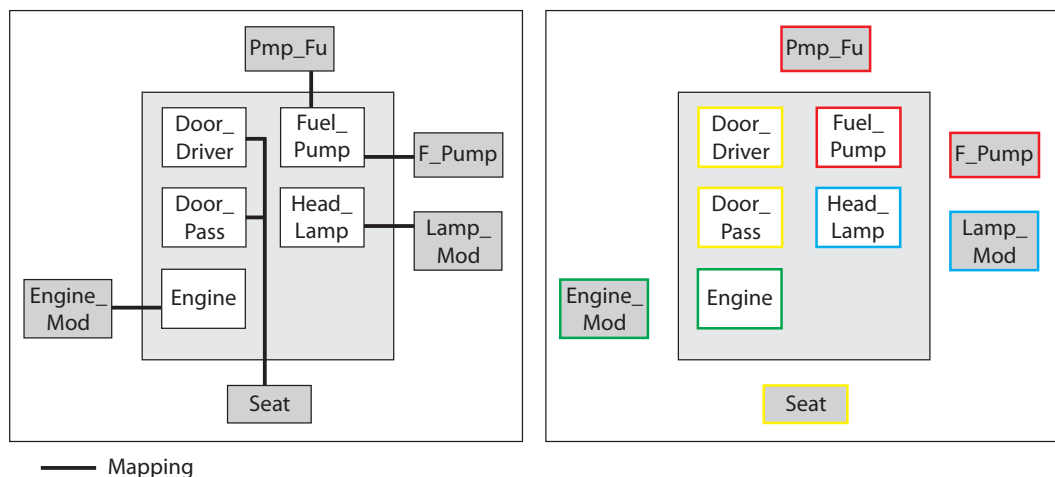 Pmp_Fu
Door_
Driver
Fuel_
Pump
F_Pump
Door_
Pass
Head_
Lamp
Lamp_
Mod
Engine_
Mod
Engine
Seat
Mapping
Pmp_Fu
Door_
Driver
Fuel_
Pump
F_Pump
Door_
Pass
Head_
Lamp
Lamp_
Mod
Engine_
Mod
Engine
Seat